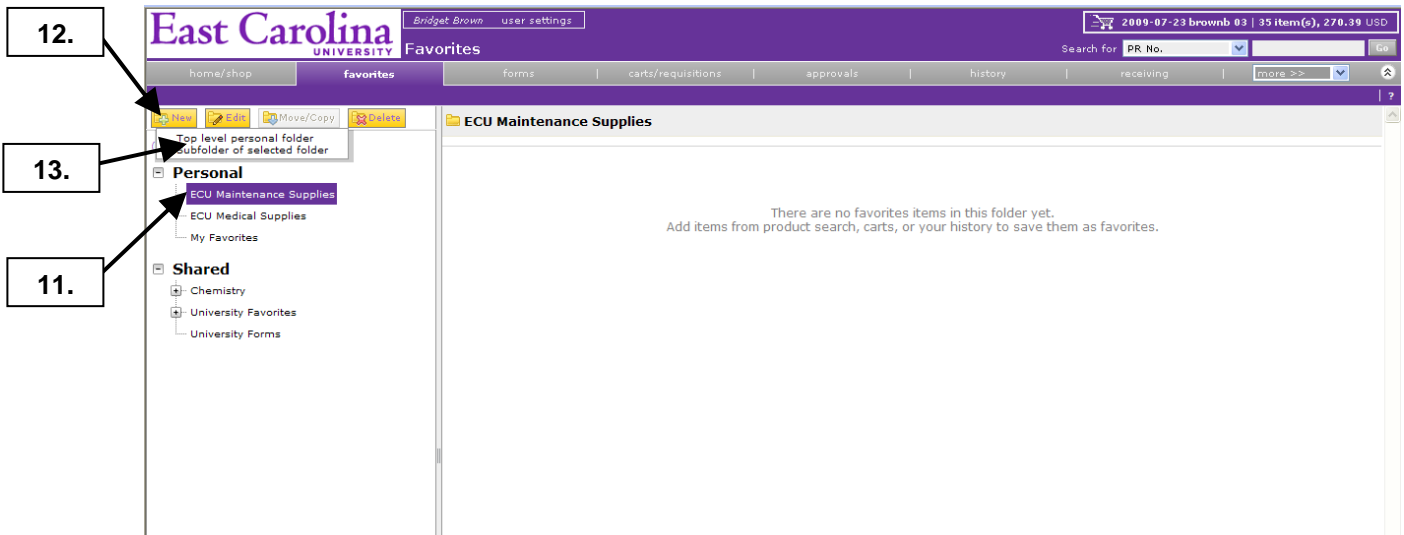 12.
13.
11.
East Carolina
UNIVERSITY
Bridget Brown user settings
Favorites
2009-07-23 brownb 03 | 35 item(s), 270.39 USD
Search for PR No. Go
home/shop favorites forms | carts/requisitions | approvals | history | receiving | more >>
| ?
New Edit Move/Copy Delete
Top level personal folder
Subfolder of selected folder
Personal
ECU Maintenance Supplies
ECU Medical Supplies
My Favorites
Shared
Chemistry
University Favorites
University Forms
ECU Maintenance Supplies
There are no favorites items in this folder yet.
Add items from product search, carts, or your history to save them as favorites.